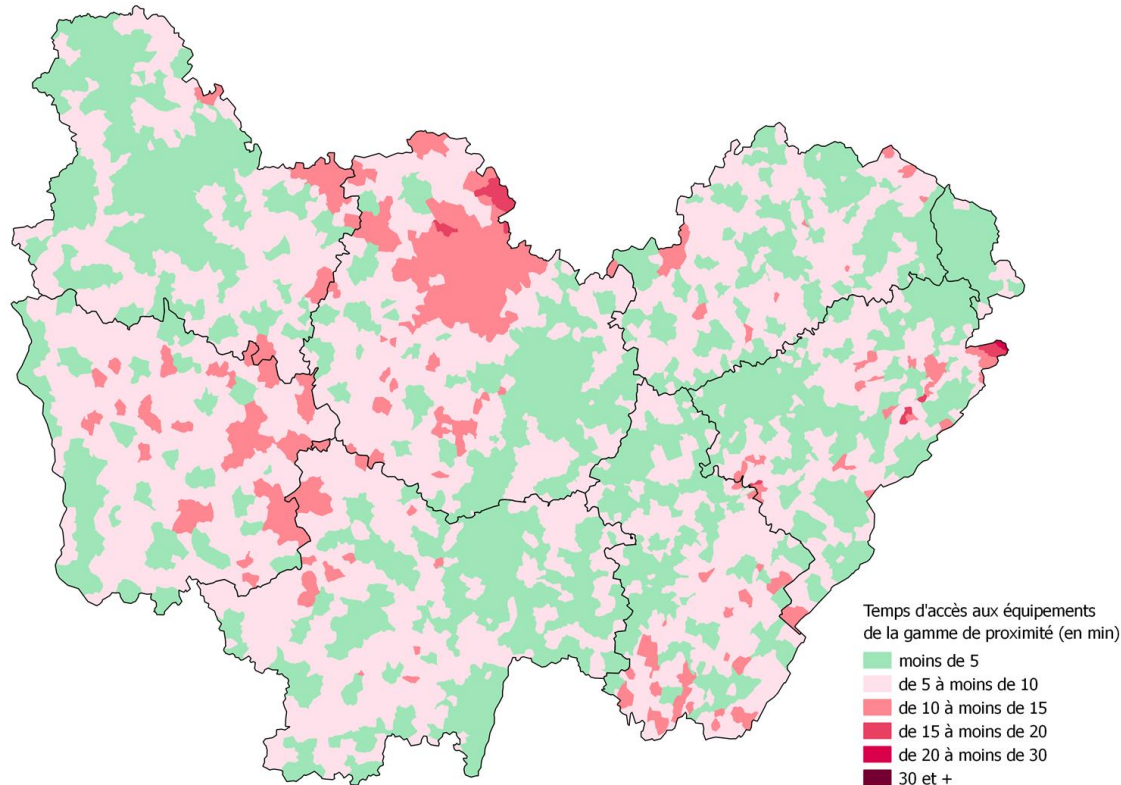 Temps d'accès aux équipements
de la gamme de proximité (en min)
moins de 5
de 5 à moins de 10
de 10 à moins de 15
de 15 à moins de 20
de 20 à moins de 30
30 et +